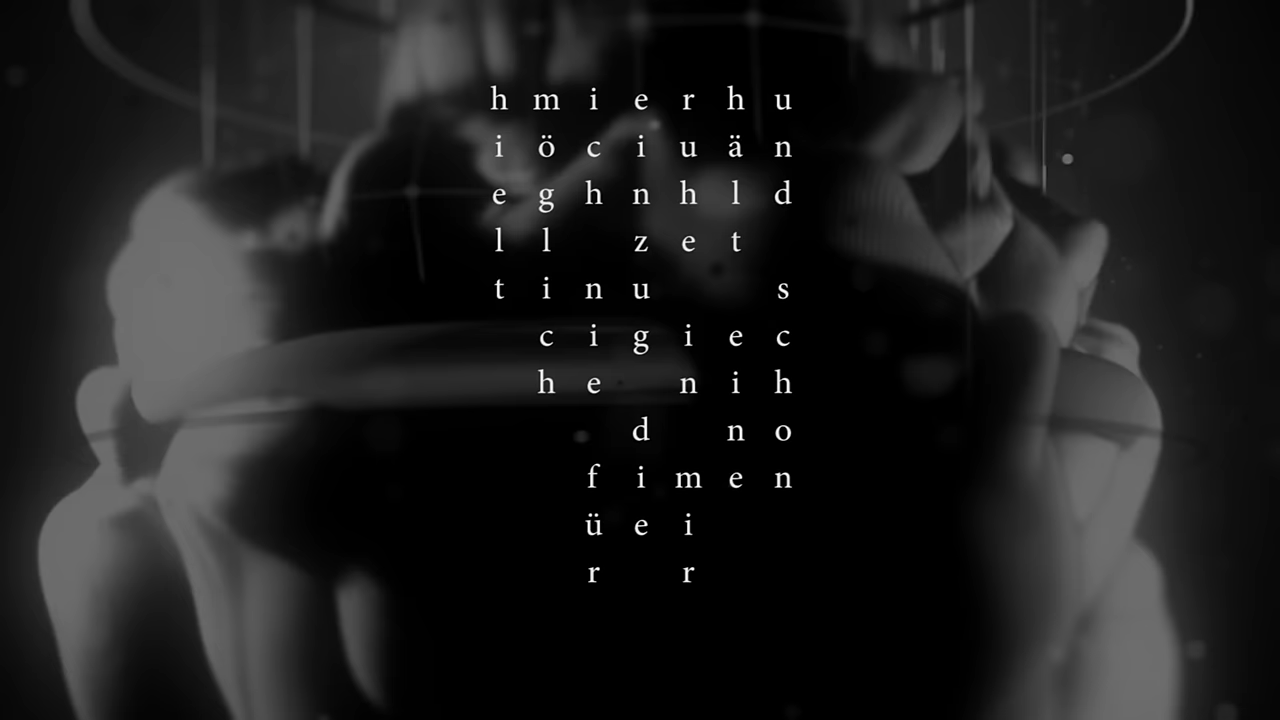 und schon
hält eine
ruhe in mir
einzug die
ich nie für
möglich
hielt